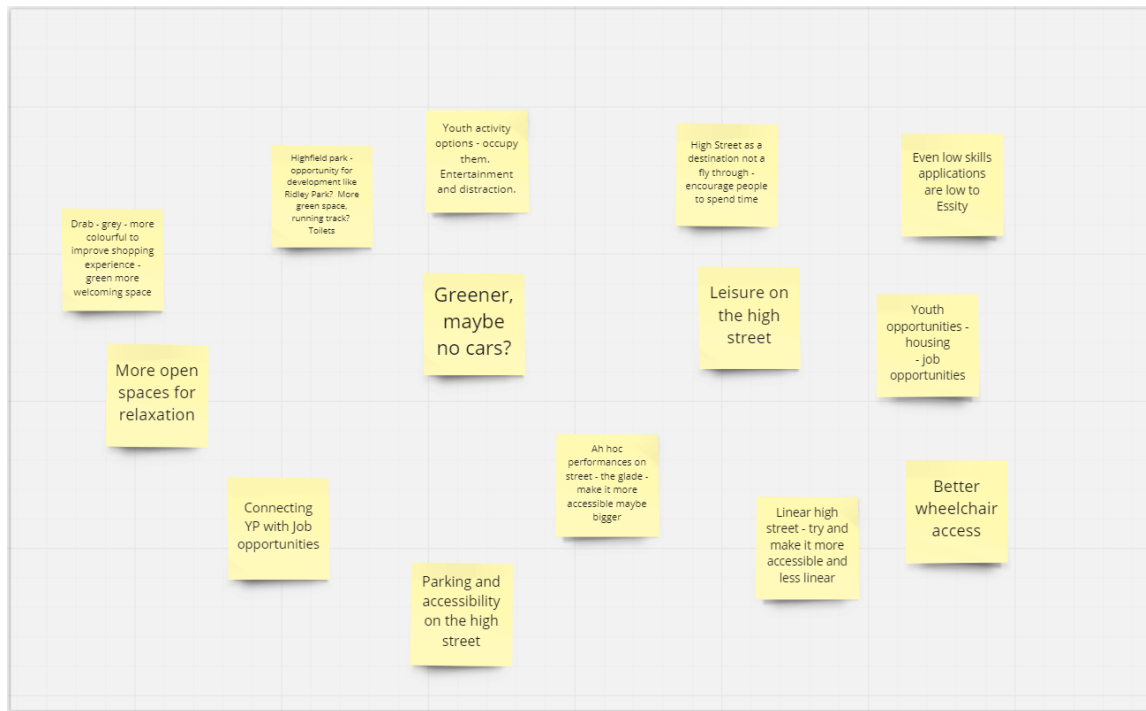 Youth activity
options - occupy
them.
Entertainment
and distraction.
High Street as a
destination not a
fly through -
encourage people
to spend time
Even low skills
applications
are low to
Essity
Highfield park -
opportunity for
development like
Ridley Park? More
green space,
running track?
Toilets
Drab - grey - more
colourful to
improve shopping
experience -
green more
welcoming space
Greener,
maybe
no cars?
Leisure on
the high
street
Youth
opportunities -
housing
- job
opportunities
More open
spaces for
relaxation
Ah hoc
performances on
street - the glade -
make it more
accessible maybe
bigger
Better
wheelchair
access
Connecting
YP with Job
opportunities
Linear high
street - try and
make it more
accessible and
less linear
Parking and
accessibility
on the high
street